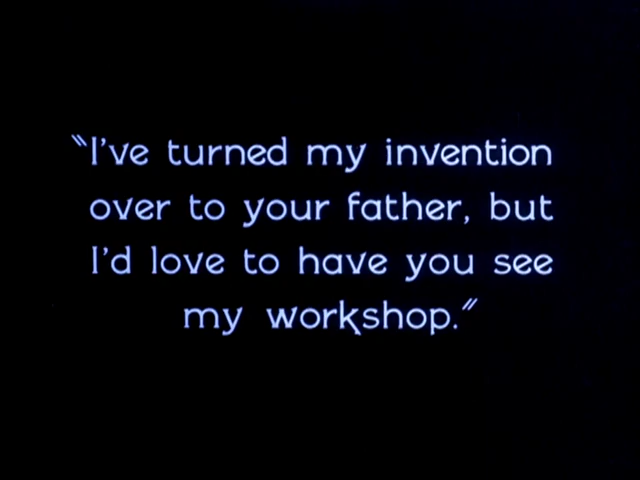 "I've turned my invention
over to your father, but
I'd love to have you see
my workshop."